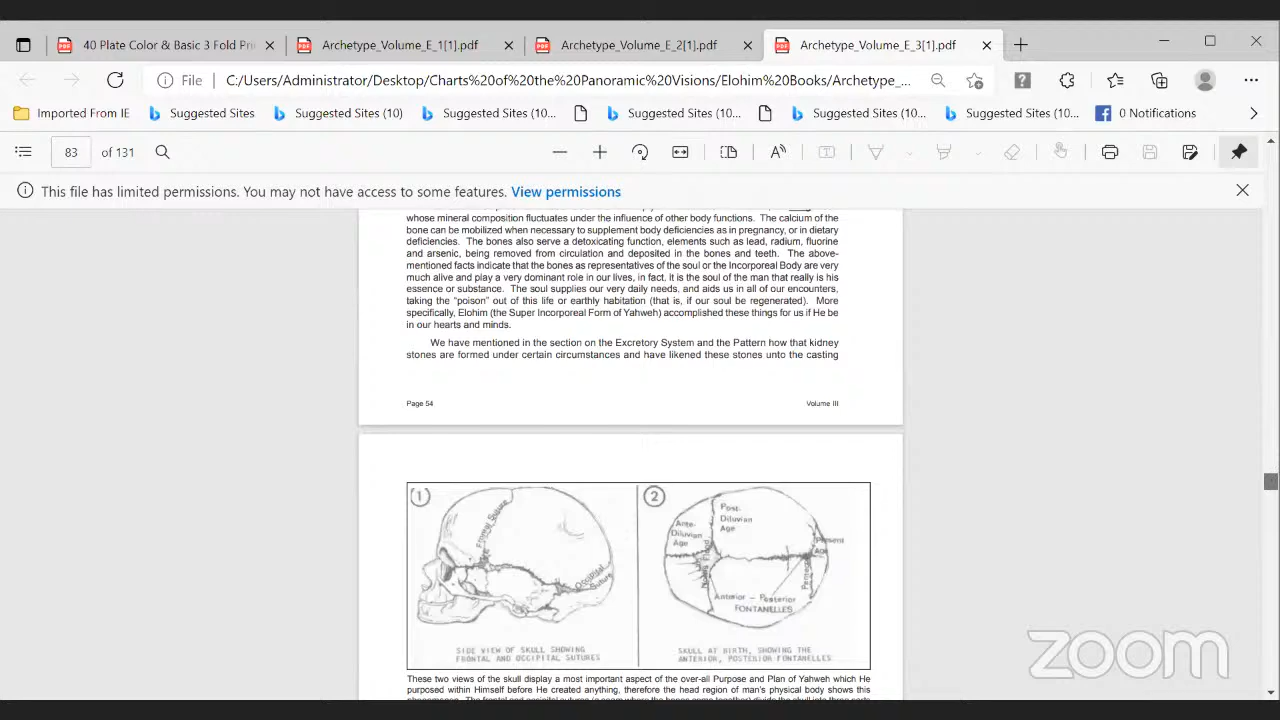 40 Plate Color & Basic 3 Fold Pri
Archetype_Volume_E_1[1].pdf
Archetype_Volume_E_2[1].pdf
Archetype_Volume_E_3[1].pdf
File
C:/Users/Administrator/Desktop/Charts%20of%20the%20Panoramic%20Visions/Elohim%20Books/Archetype_...
Imported From IE
Suggested Sites
Suggested Sites (10)
Suggested Sites (10...
Suggested Sites (10...
Suggested Sites (10...
Suggested Sites (10...
0 Notifications
83 of 131
This file has limited permissions. You may not have access to some features. View permissions
whose mineral composition fluctuates under the influence of other body functions. The calcium of the
bone can be mobilized when necessary to supplement body deficiencies as in pregnancy, or in dietary
deficiencies. The bones also serve a detoxicating function, elements such as lead, radium, fluorine
and arsenic, being removed from circulation and deposited in the bones and teeth. The above-
mentioned facts indicate that the bones as representatives of the soul or the Incorporeal Body are very
much alive and play a very dominant role in our lives, in fact, it is the soul of the man that really is his
essence or substance. The soul supplies our very daily needs, and aids us in all of our encounters,
taking the “poison” out of this life or earthly habitation (that is, if our soul be regenerated). More
specifically, Elohim (the Super Incorporeal Form of Yahweh) accomplished these things for us if He be
in our hearts and minds.
We have mentioned in the section on the Excretory System and the Pattern how that kidney
stones are formed under certain circumstances and have likened these stones unto the casting
Page 54
Volume III
1
Frontal Suture
Occipital Suture
SIDE VIEW OF SKULL SHOWING
FRONTAL AND OCCIPITAL SUTURES
2
Ante-
Diluvian
Age
Post-
Diluvian
Age
Present
Age
Anterior - Posterior
FONTANELLES
SKULL AT BIRTH, SHOWING THE
ANTERIOR, POSTERIOR FONTANELLES
These two views of the skull display a most important aspect of the over-all Purpose and Plan of Yahweh which He
purposed within Himself before He created anything, therefore the head region of man's physical body shows this
zoom